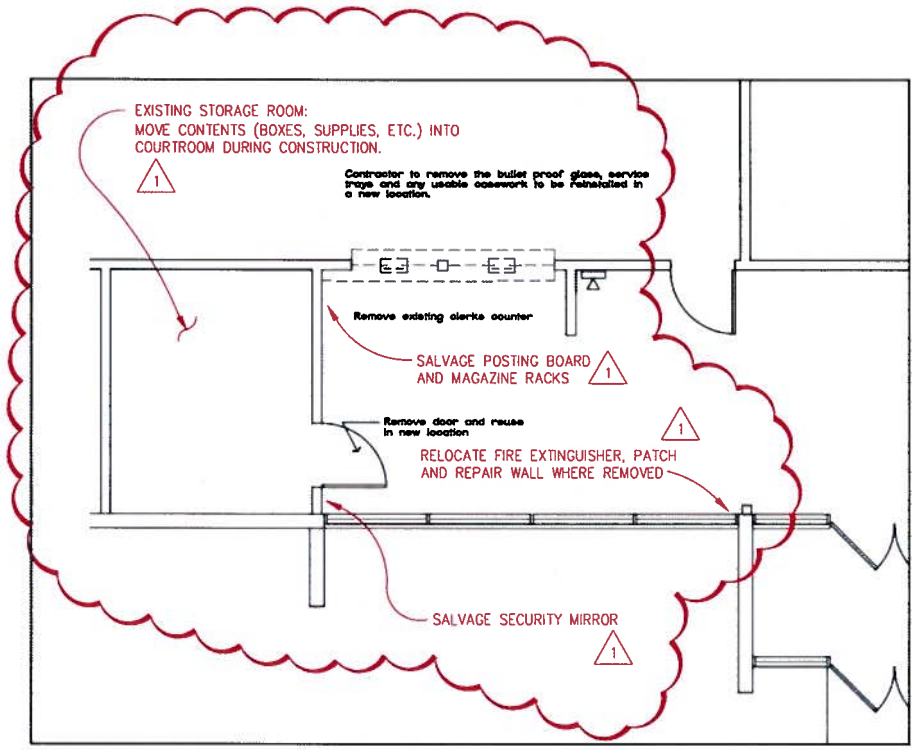 EXISTING STORAGE ROOM:
MOVE CONTENTS (BOXES, SUPPLIES, ETC.) INTO
COURTROOM DURING CONSTRUCTION.
1
Contractor to remove the bullet proof glass, service
trays and any usable casework to be reinstalled in
a new location.
Remove existing clerks counter
SALVAGE POSTING BOARD
AND MAGAZINE RACKS
1
Remove door and reuse
in new location
1
RELOCATE FIRE EXTINGUISHER, PATCH
AND REPAIR WALL WHERE REMOVED
SALVAGE SECURITY MIRROR
1